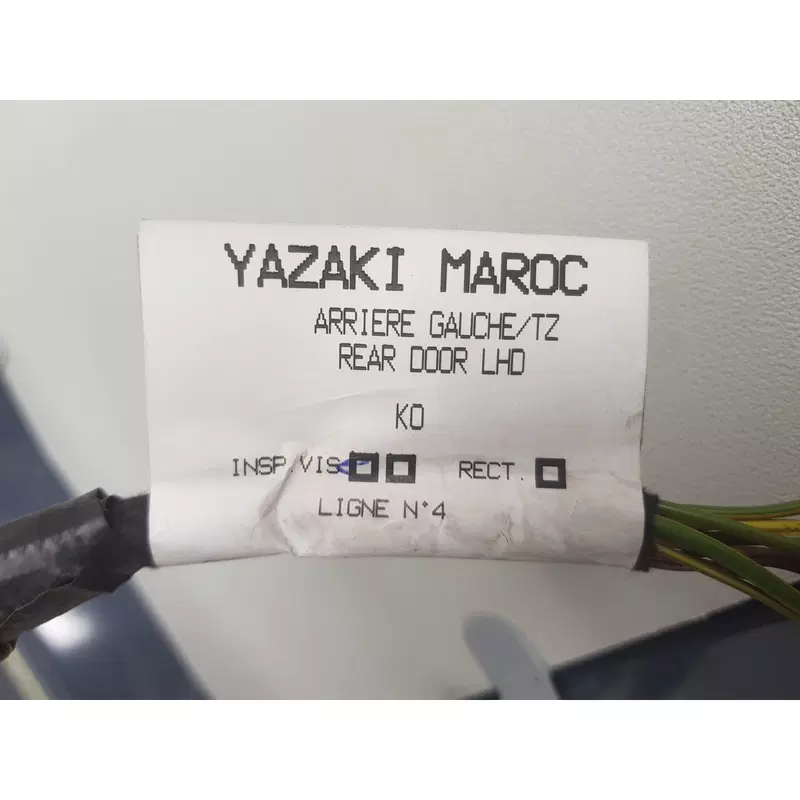 YAZAKI MAROC
ARRIERE GAUCHE/TZ
REAR DOOR LHD
KO
INSP.VIS RECT.
LIGNE N°4